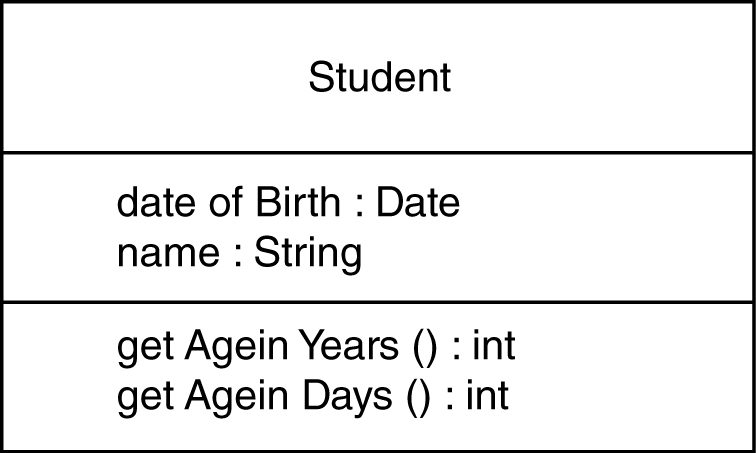 Student
date of Birth : Date
name : String
get Agein Years () : int
get Agein Days () : int